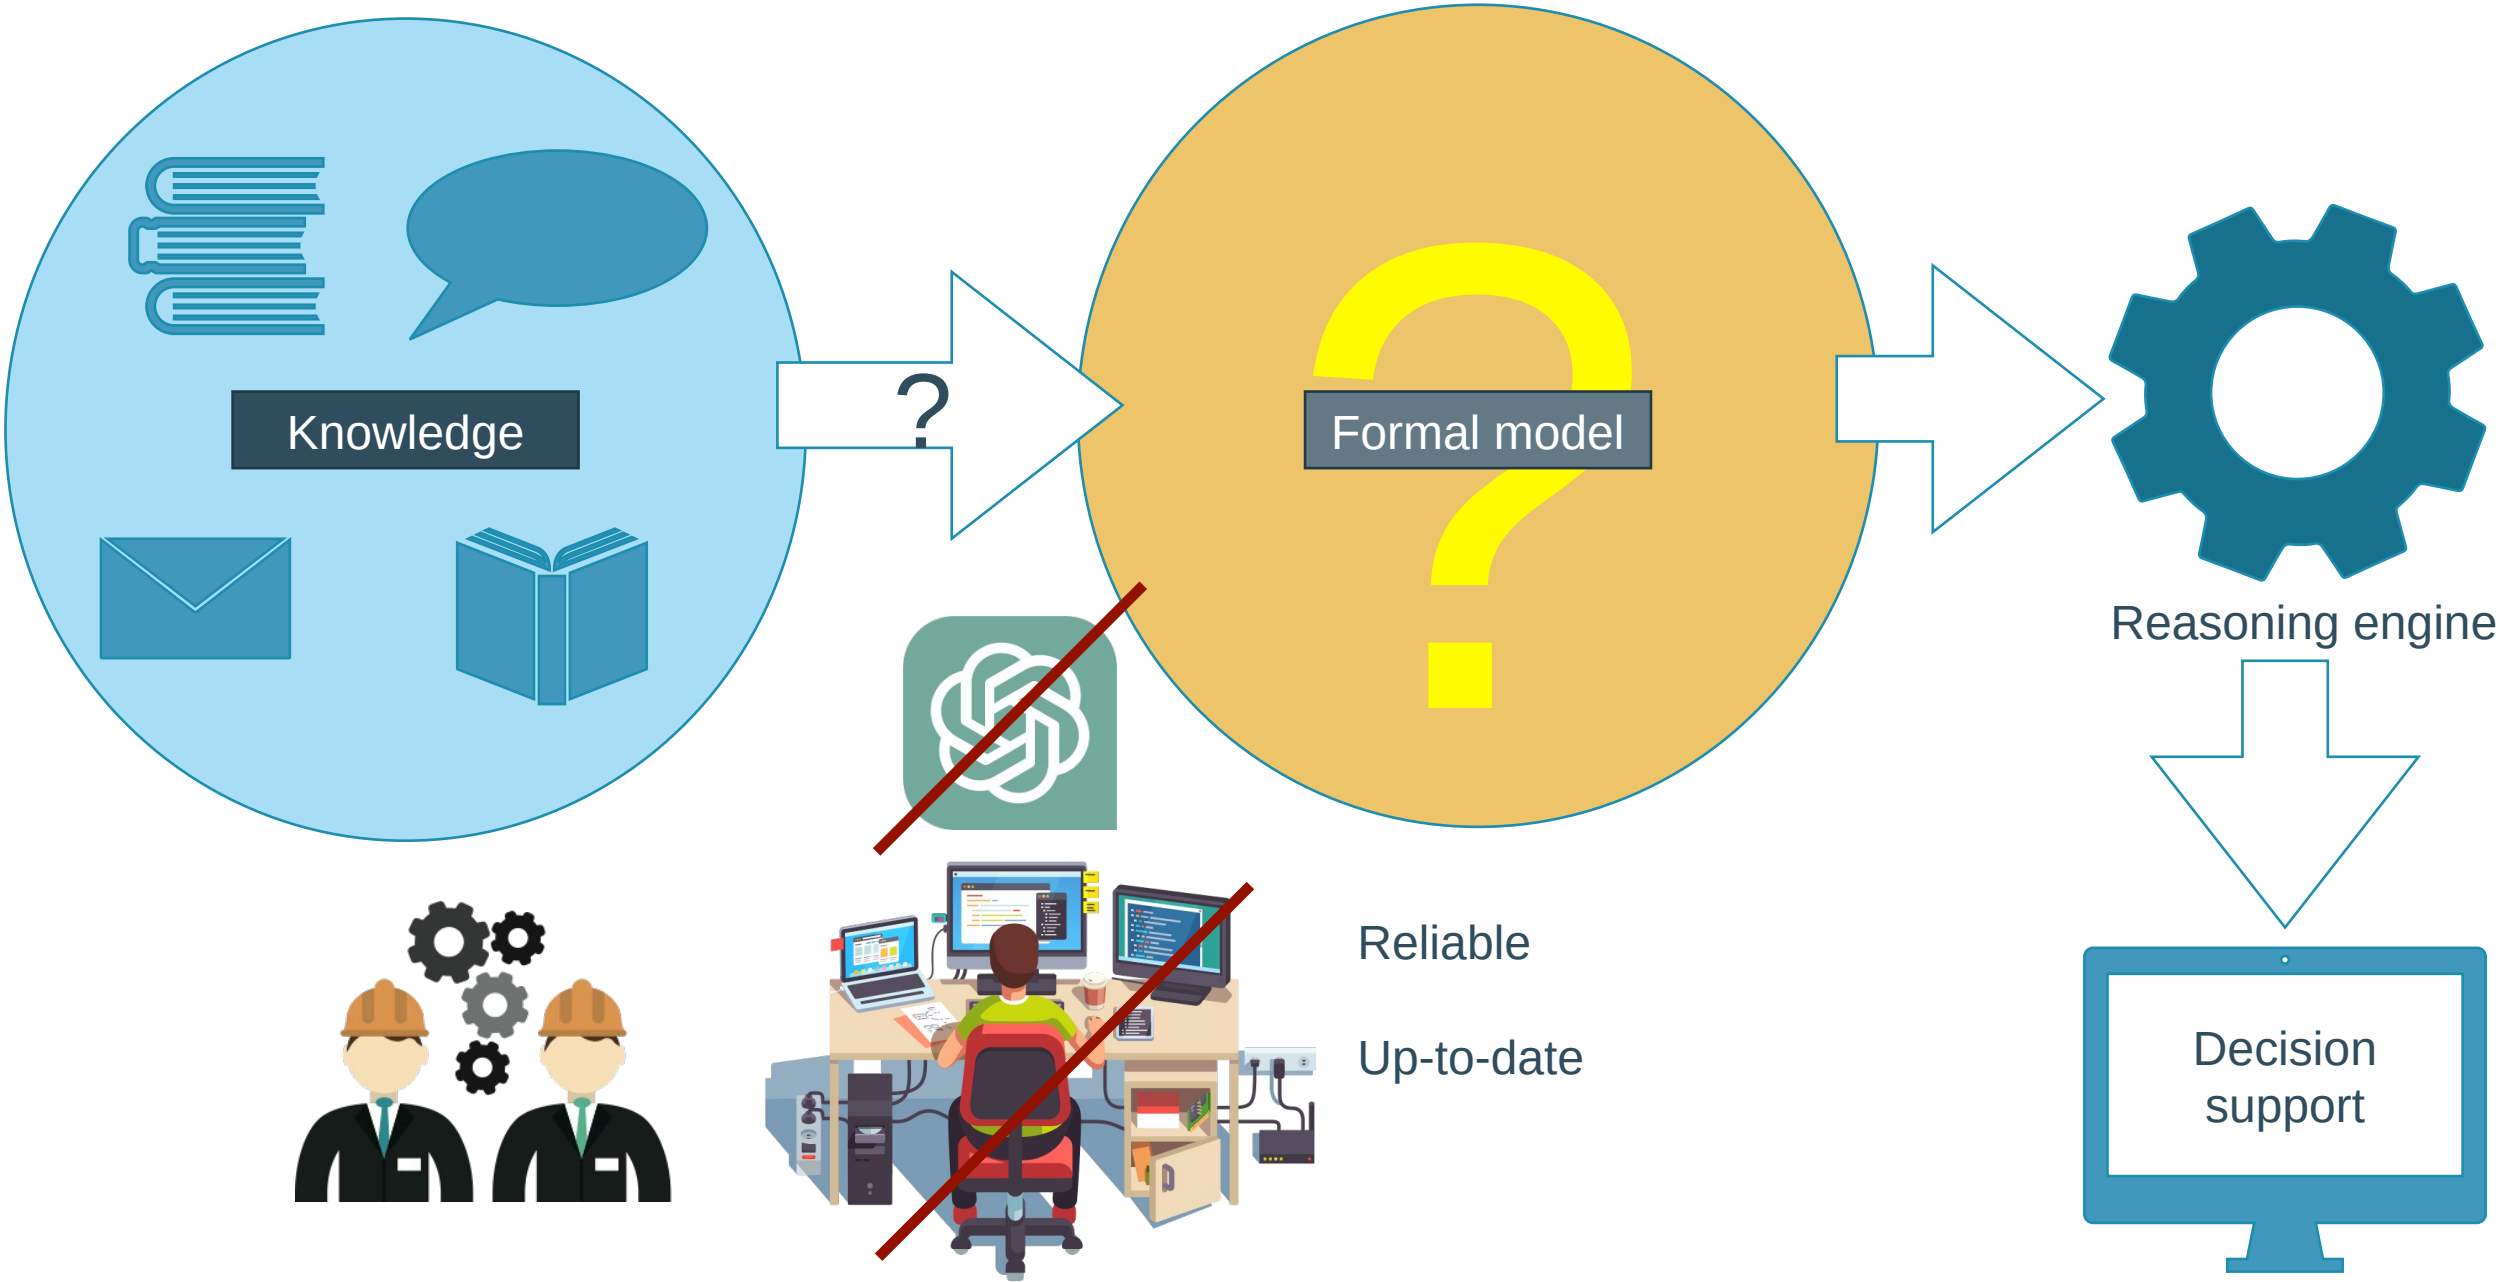 Knowledge
?
?
Formal model
Reasoning engine
Reliable
Up-to-date
Decision
support